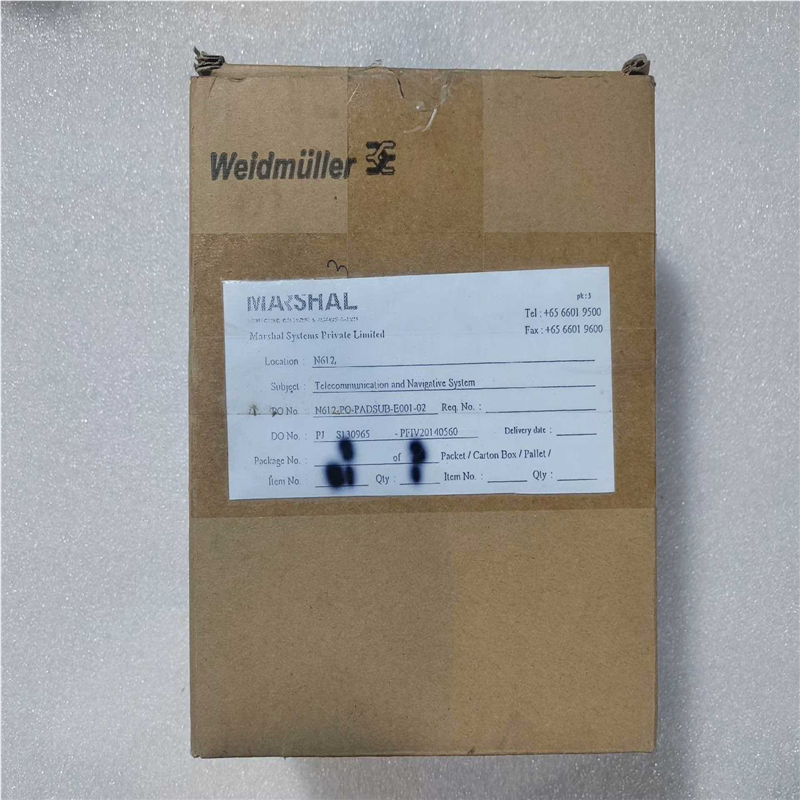 Weidmüller
3
MARSHAL
pk:3
Tel : +65 6601 9500
Fax : +65 6601 9600
Marshal Systems Private Limited
Location : N612,
Subject : Telecommunication and Navigative System
PO No. N612,PO-PADSUB-E001-02 Req. No. :
DO No. PJ S130965 -PFIV20140560 Delivery date :
Package No. of Packet / Carton Box / Pallet /
Item No. Qty : Item No. : Qty :